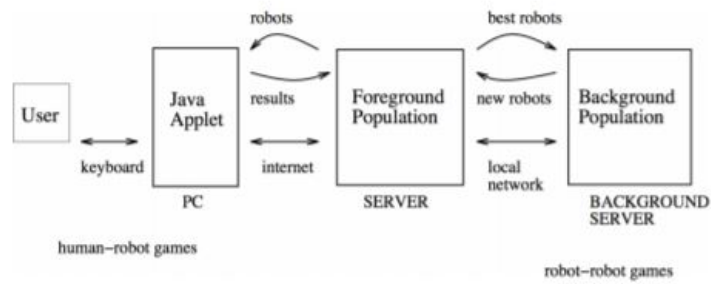 robots
best robots
User
Java
Applet
results
Foreground
Population
new robots
Background
Population
keyboard
internet
local
network
PC
SERVER
BACKGROUND
SERVER
human−robot games
robot−robot games